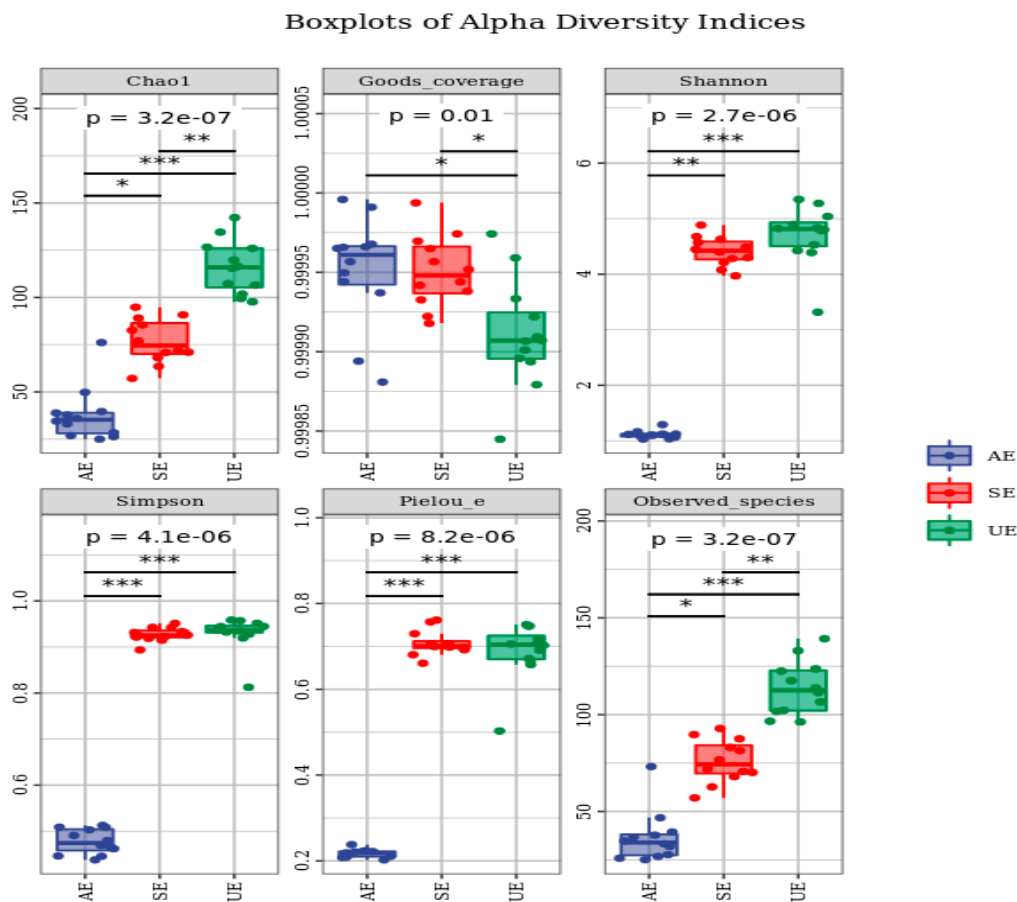 Boxplots of Alpha Diversity Indices
Chao1
Goods_coverage
Shannon
p = 3.2e-07
p = 0.01
p = 2.7e-06
**
***
*
*
*
***
**
200
150
100
50
1.00005
1.00000
0.99995
0.99990
0.99985
6
4
2
AE
SE
UE
AE
SE
UE
AE
SE
UE
Simpson
Pielou_e
Observed_species
p = 4.1e-06
p = 8.2e-06
p = 3.2e-07
***
***
***
***
**
***
*
1.0
0.8
0.6
1.0
0.8
0.6
0.4
0.2
200
150
100
50
AE
SE
UE
AE
SE
UE
AE
SE
UE
AE
SE
UE